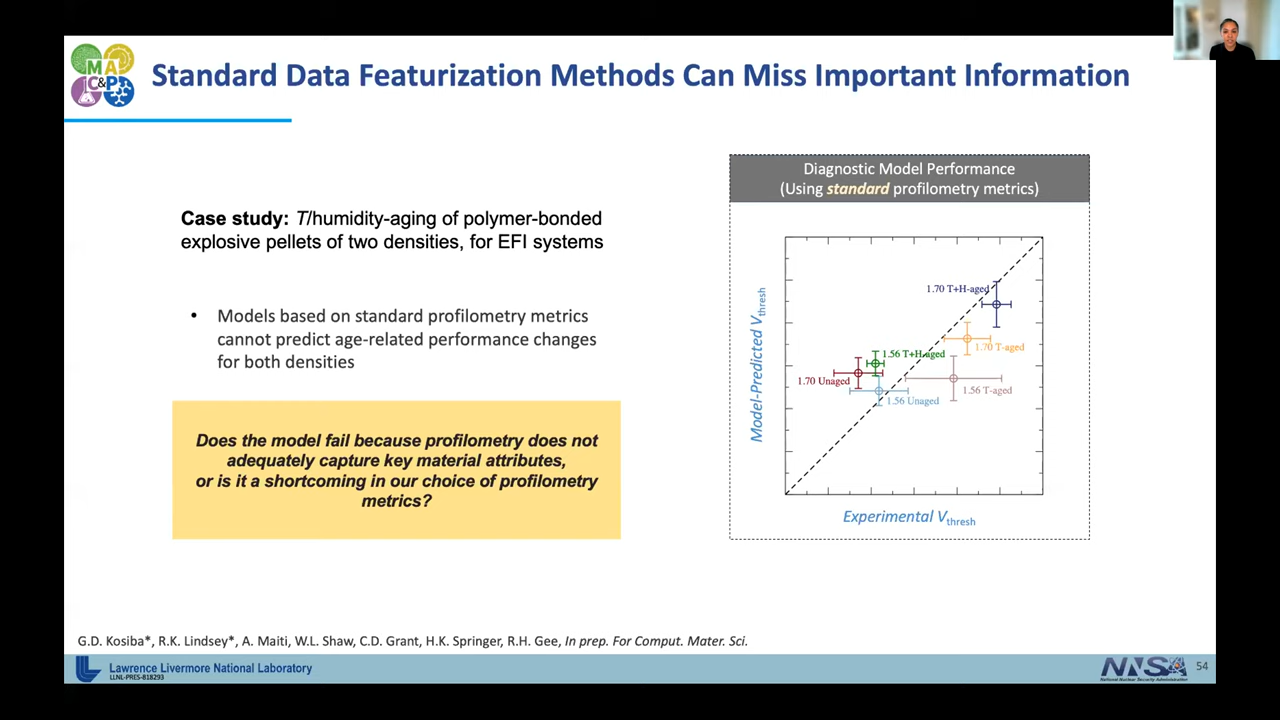 M A
C&P
Standard Data Featurization Methods Can Miss Important Information
Case study: T/humidity-aging of polymer-bonded
explosive pellets of two densities, for EFI systems
• Models based on standard profilometry metrics
cannot predict age-related performance changes
for both densities
Does the model fail because profilometry does not
adequately capture key material attributes,
or is it a shortcoming in our choice of profilometry
metrics?
Diagnostic Model Performance
(Using standard profilometry metrics)
Model-Predicted Vthresh
1.70 T+H-aged
1.70 T-aged
1.56 T+H-aged
1.70 Unaged
1.56 T-aged
1.56 Unaged
Experimental Vthresh
G.D. Kosiba*, R.K. Lindsey*, A. Maiti, W.L. Shaw, C.D. Grant, H.K. Springer, R.H. Gee, In prep. For Comput. Mater. Sci.
Lawrence Livermore National Laboratory
LLNL-PRES-818293
NNSA
National Nuclear Security Administration
54